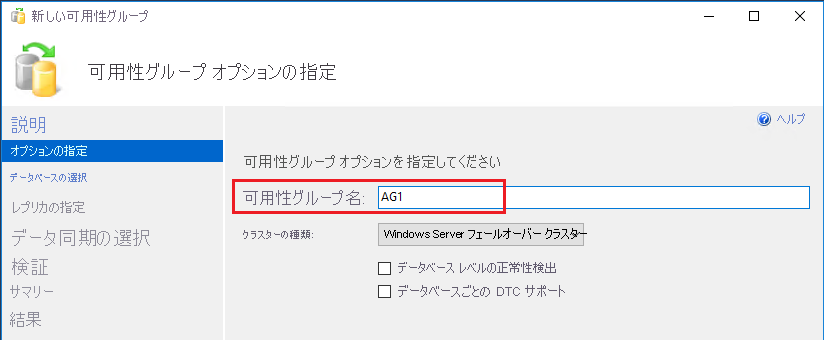 新しい可用性グループ
可用性グループ オプションの指定
説明
オプションの指定
データベースの選択
レプリカの指定
データ同期の選択
検証
サマリー
結果
ヘルプ
可用性グループ オプションを指定してください
可用性グループ名: AG1
クラスターの種類: Windows Server フェールオーバー クラスター
データベース レベルの正常性検出
データベースごとの DTC サポート